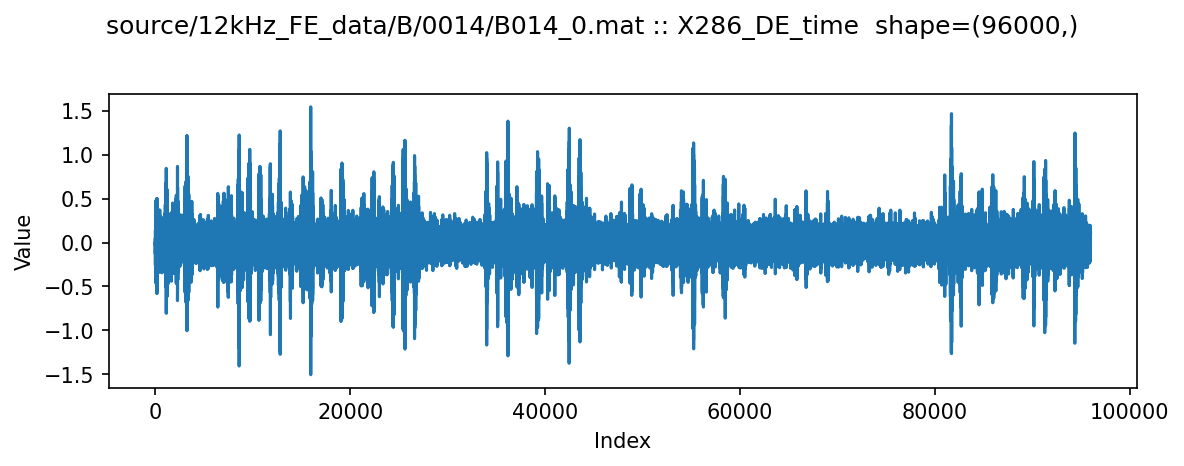 source/12kHz_FE_data/B/0014/B014_0.mat :: X286_DE_time  shape=(96000,)
1.5
1.0
0.5
0.0
−0.5
−1.0
−1.5
Value
0 20000 40000 60000 80000 100000
Index